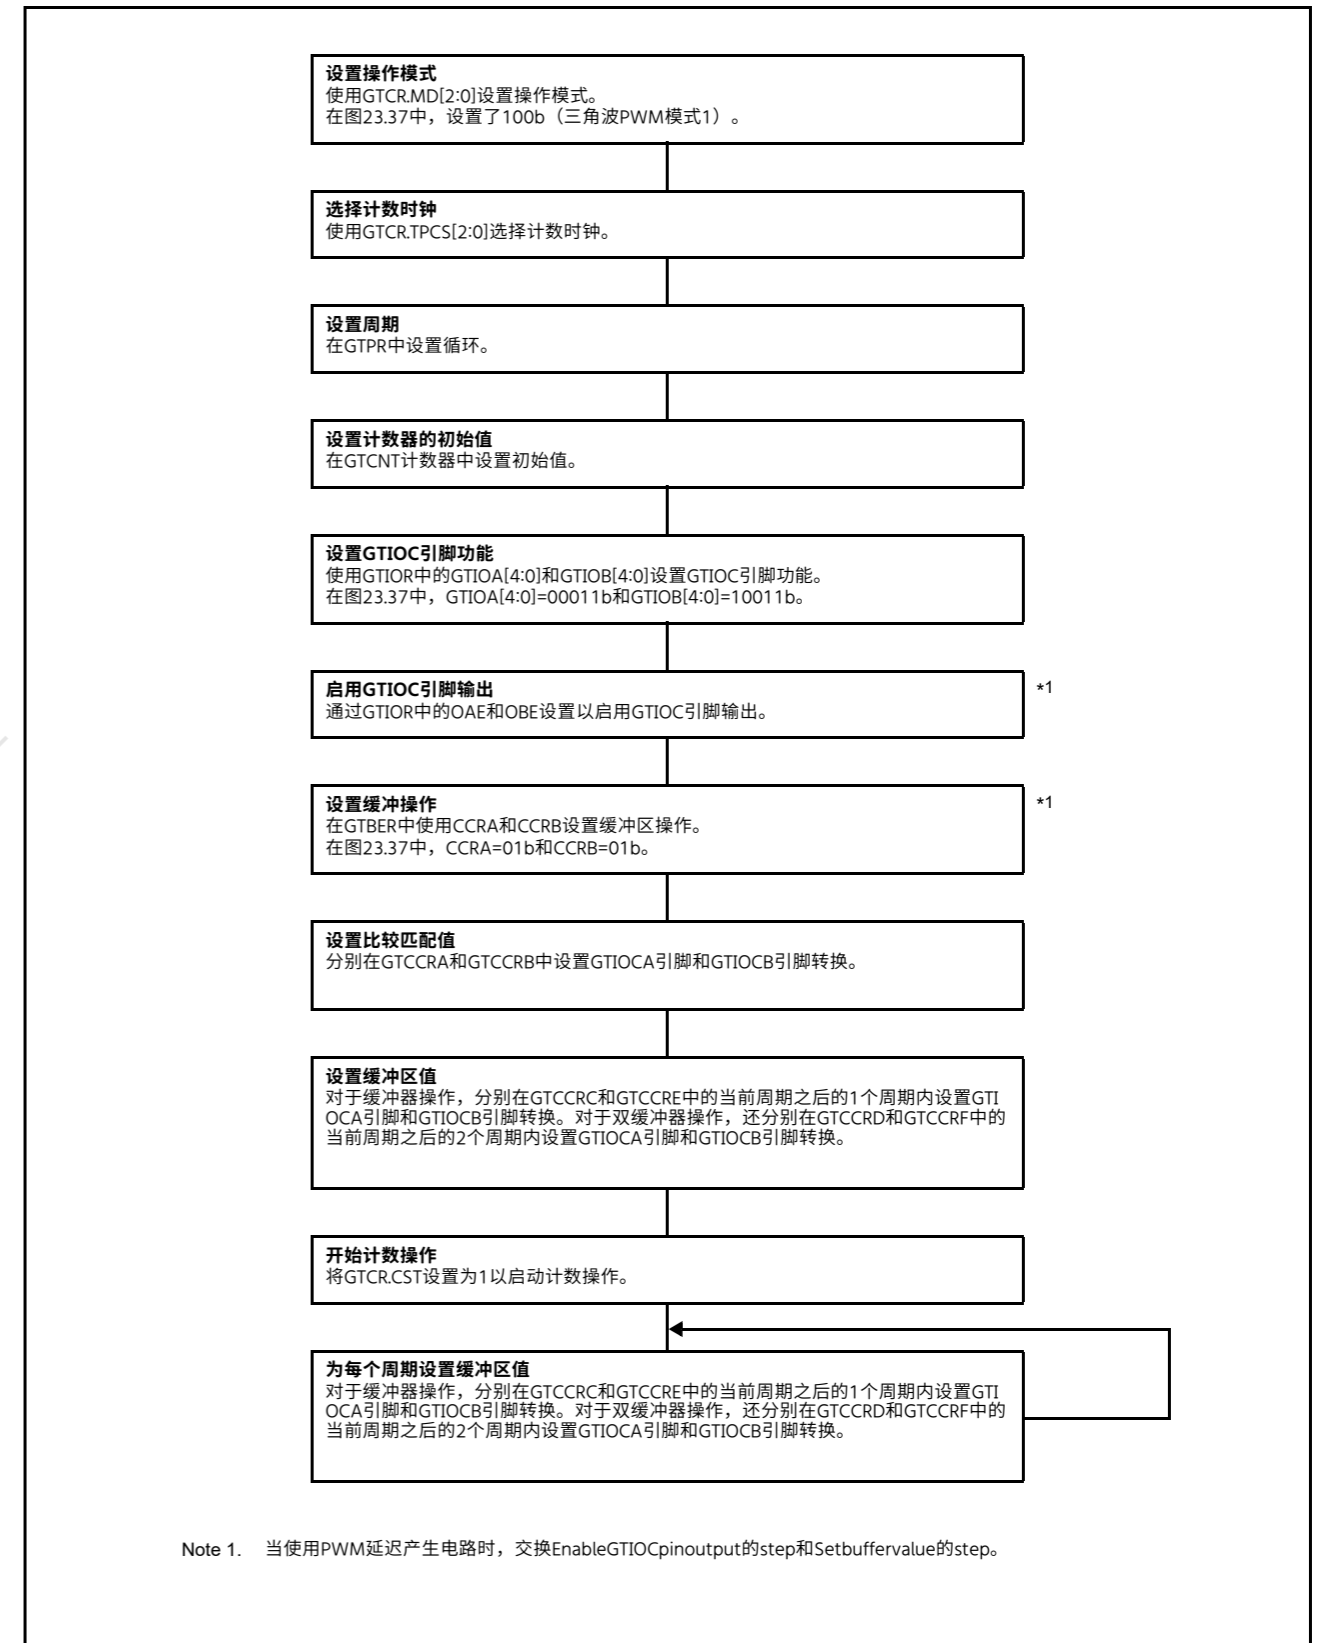 设置操作模式
使用GTCR.MD[2:0]设置操作模式。
在图23.37中，设置了100b（三角波PWM模式1）。
选择计数时钟
使用GTCR.TPCS[2:0]选择计数时钟。
设置周期
在GTPR中设置循环。
设置计数器的初始值
在GTCNT计数器中设置初始值。
设置GTIOC引脚功能
使用GTIOR中的GTIOA[4:0]和GTIOB[4:0]设置GTIOC引脚功能。
在图23.37中，GTIOA[4:0]=00011b和GTIOB[4:0]=10011b。
启用GTIOC引脚输出
*1
通过GTIOR中的OAE和OBE设置以启用GTIOC引脚输出。
设置缓冲操作
*1
在GTBER中使用CCRA和CCRB设置缓冲区操作。
在图23.37中，CCRA=01b和CCRB=01b。
设置比较匹配值
分别在GTCCRA和GTCCRB中设置GTIOCA引脚和GTIOCB引脚转换。
设置缓冲区值
对于缓冲器操作，分别在GTCCRC和GTCCRE中的当前周期之后的1个周期内设置GTI
OCA引脚和GTIOCB引脚转换。对于双缓冲器操作，还分别在GTCCRD和GTCCRF中的
当前周期之后的2个周期内设置GTIOCA引脚和GTIOCB引脚转换。
开始计数操作
将GTCR.CST设置为1以启动计数操作。
为每个周期设置缓冲区值
对于缓冲器操作，分别在GTCCRC和GTCCRE中的当前周期之后的1个周期内设置GTI
OCA引脚和GTIOCB引脚转换。对于双缓冲器操作，还分别在GTCCRD和GTCCRF中的
当前周期之后的2个周期内设置GTIOCA引脚和GTIOCB引脚转换。
Note 1. 当使用PWM延迟产生电路时，交换EnableGTIOCpinoutput的step和Setbuffervalue的step。